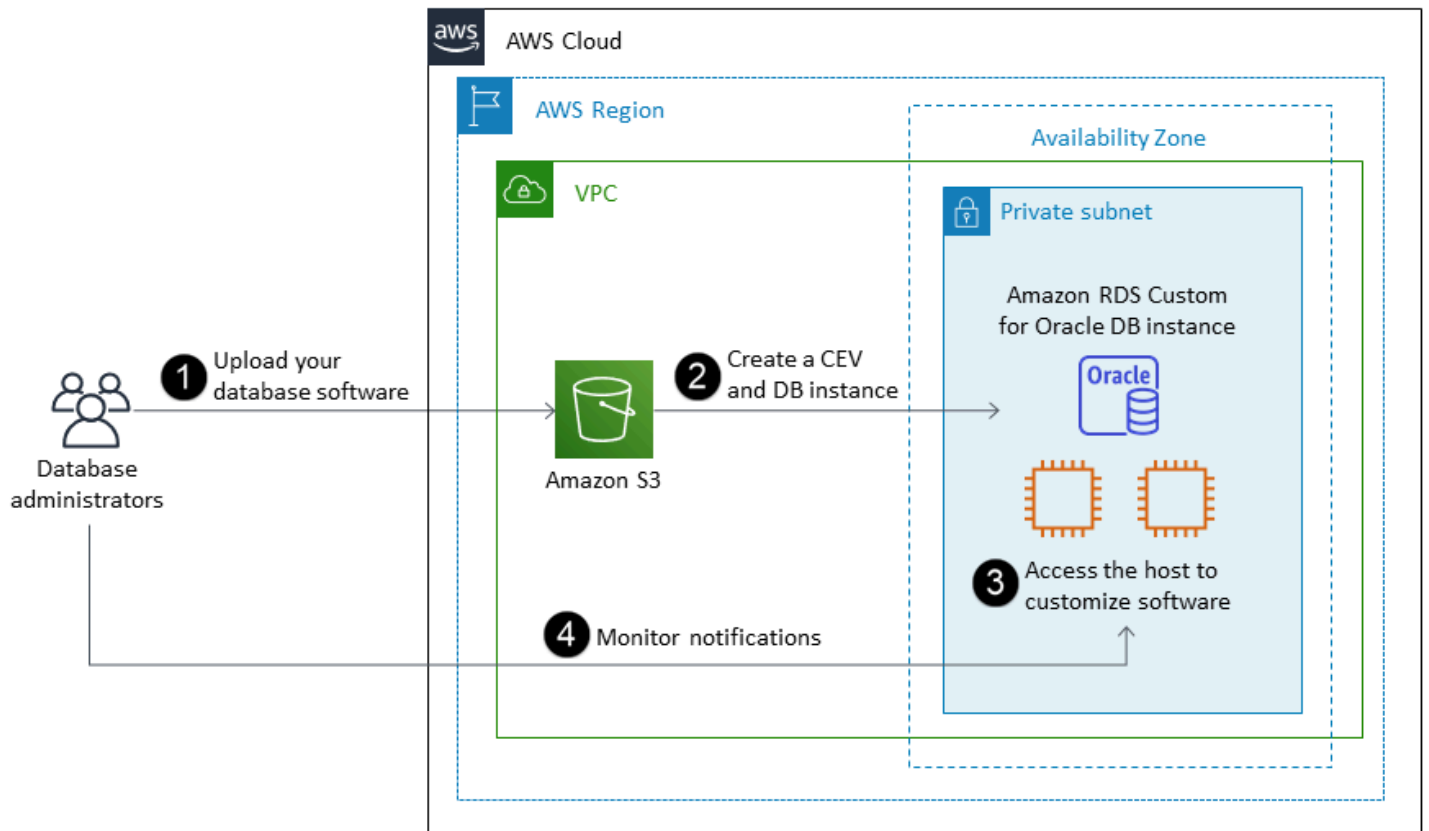 aws
AWS Cloud
AWS Region
Availability Zone
VPC
Private subnet
Amazon RDS Custom
for Oracle DB instance
Oracle
1
Upload your
database software
2
Create a CEV
and DB instance
Database
administrators
Amazon S3
3
Access the host to
customize software
4
Monitor notifications